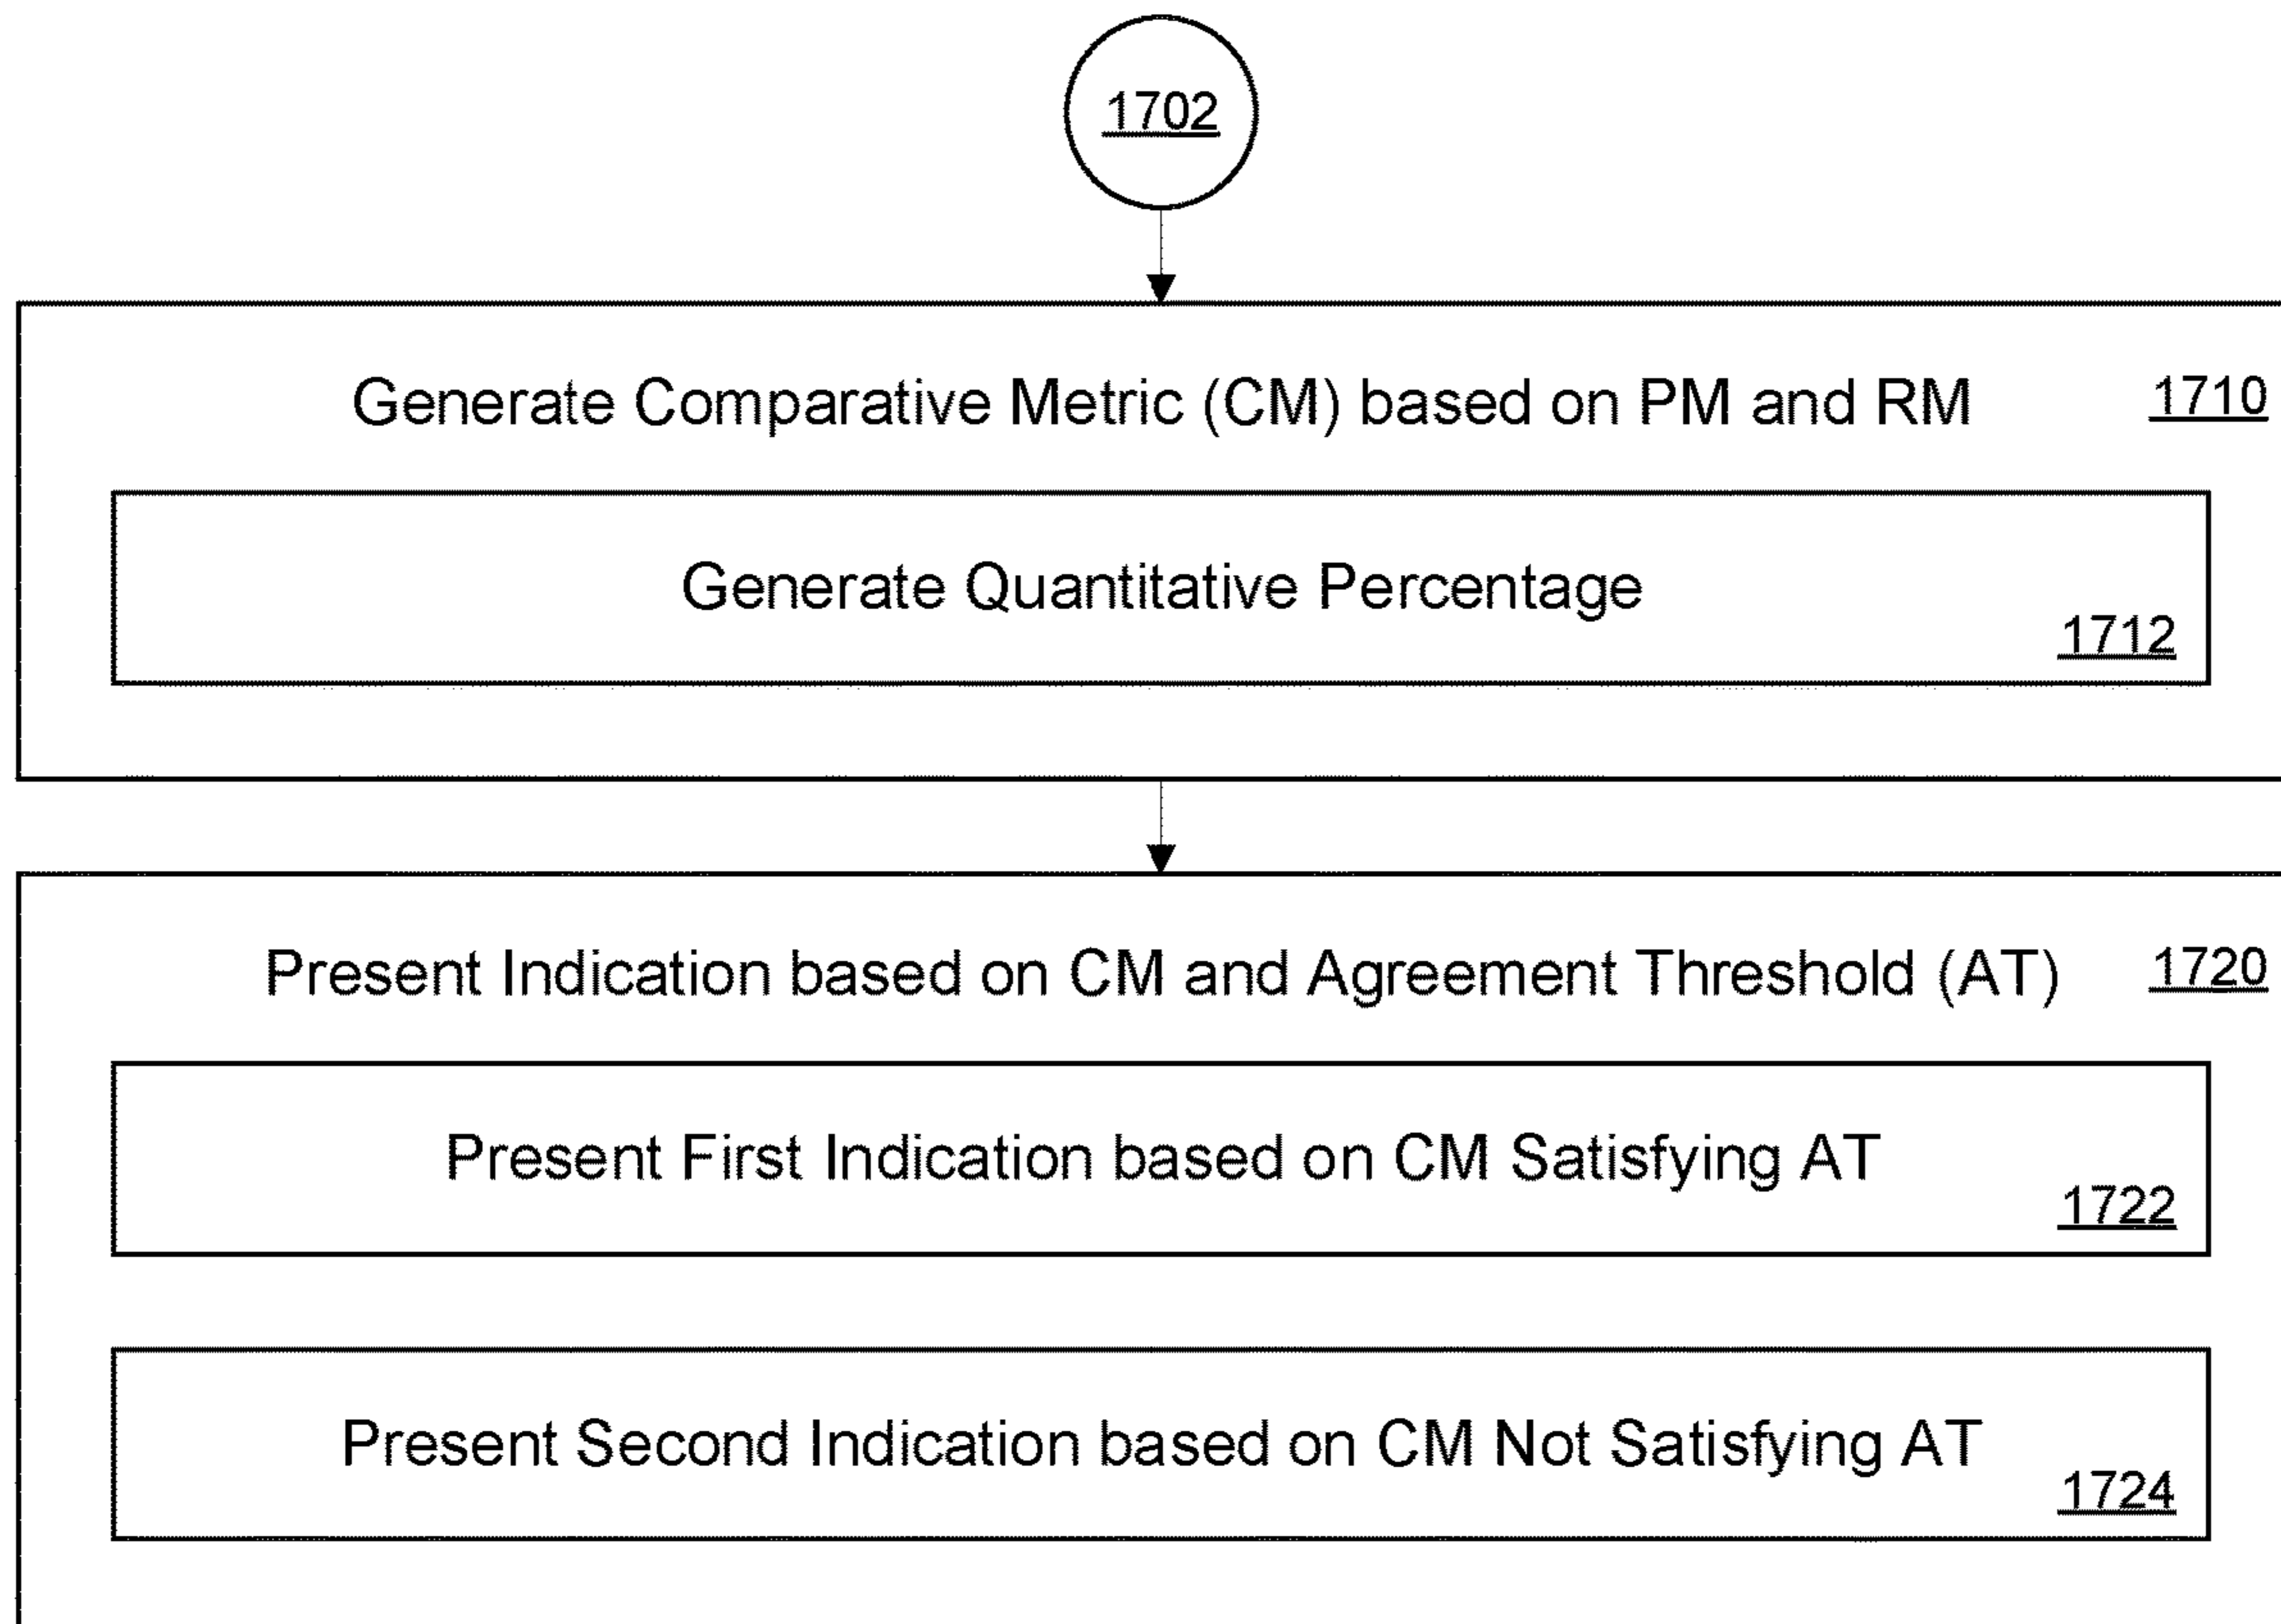 1702
Generate Comparative Metric (CM) based on PM and RM 1710
Generate Quantitative Percentage
1712
Present Indication based on CM and Agreement Threshold (AT) 1720
Present First Indication based on CM Satisfying AT
1722
Present Second Indication based on CM Not Satisfying AT
1724